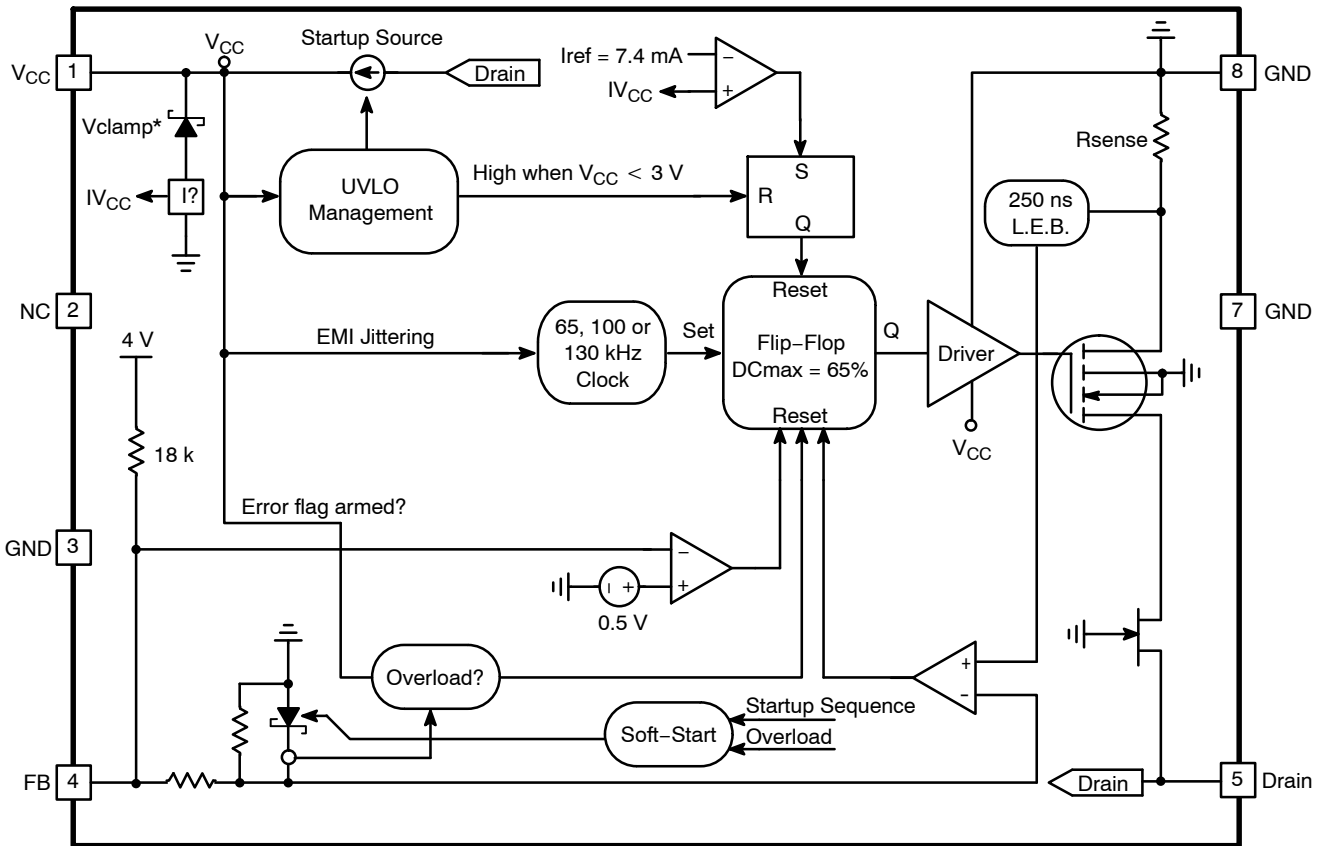 Startup Source
VCC
VCC
1
Drain
Iref = 7.4 mA
−
IVCC
+
8
GND
Vclamp*
Rsense
High when VCC < 3 V
S
UVLO
Management
R
Q
IVCC
I?
250 ns
L.E.B.
NC
2
Reset
7
GND
4 V
EMI Jittering
65, 100 or
130 kHz
Clock
Set
Flip−Flop
DCmax = 65%
Q
Driver
Reset
VCC
18 k
Error flag armed?
GND
3
−
+
+
0.5 V
Overload?
+
−
Startup Sequence
Soft−Start
Overload
FB
4
Drain
5
Drain